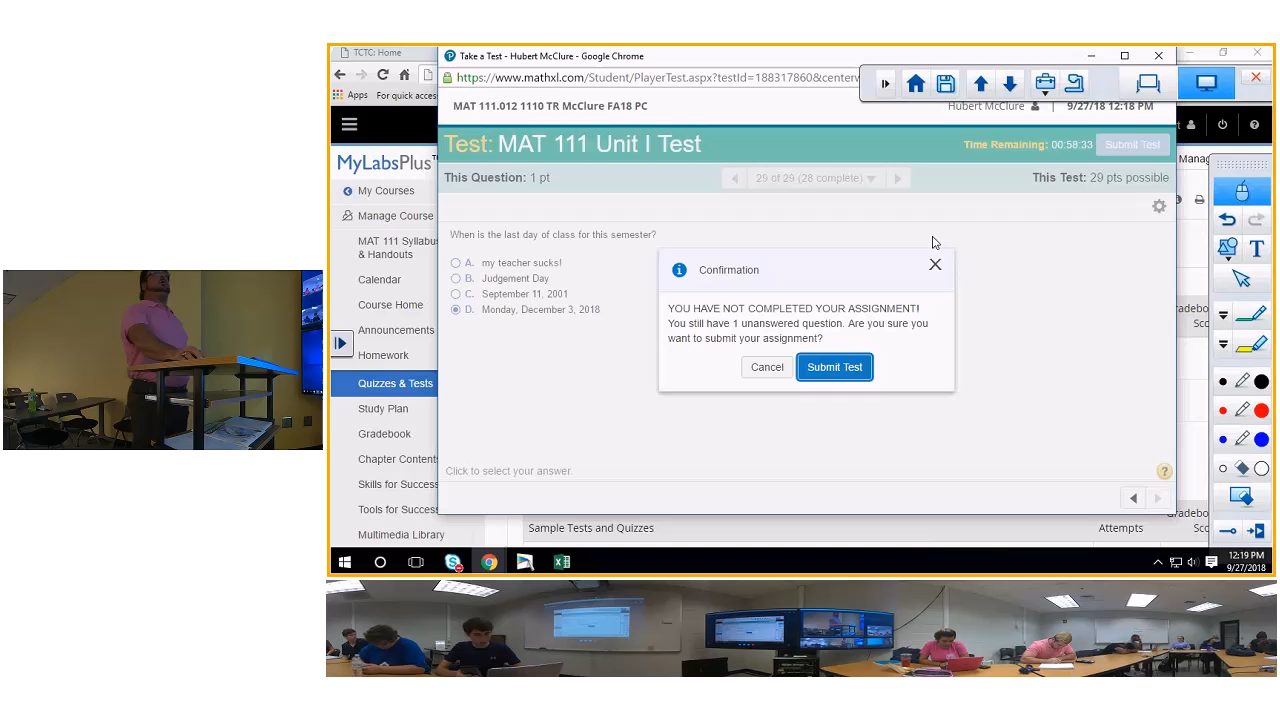 TCTC: Home
Take a Test - Hubert McClure - Google Chrome
https://www.mathxl.com/Student/PlayerTest.aspx?testId=188317860&centerw
Apps For quick acces
MAT 111.012 1110 TR McClure FA18 PC
Hubert McClure
9/27/18 12:18 PM
Test: MAT 111 Unit I Test
Time Remaining: 00:58:33
Submit Test
This Question: 1 pt
29 of 29 (28 complete)
This Test: 29 pts possible
MyLabsPlus
My Courses
Manage Course
MAT 111 Syllabus
& Handouts
Calendar
Course Home
Announcements
Homework
Quizzes & Tests
Study Plan
Gradebook
Chapter Contents
Skills for Success
Tools for Success
Multimedia Library
When is the last day of class for this semester?
A. my teacher sucks!
B. Judgement Day
C. September 11, 2001
D. Monday, December 3, 2018
Confirmation
YOU HAVE NOT COMPLETED YOUR ASSIGNMENT!
You still have 1 unanswered question. Are you sure you
want to submit your assignment?
Cancel
Submit Test
Click to select your answer.
Manag
radebo
Sco
T
Sample Tests and Quizzes
Attempts
Gradebo
Sco
12:19 PM
9/27/2018